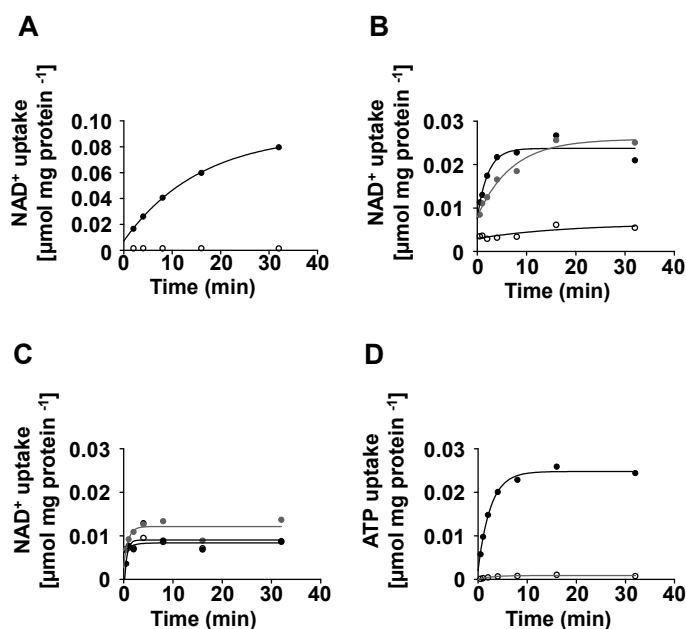 A
NAD⁺ uptake
[µmol mg protein ⁻¹]
0.10
0.08
0.06
0.04
0.02
0
0 10 20 30 40
Time (min)
B
NAD⁺ uptake
[µmol mg protein ⁻¹]
0.03
0.02
0.01
0
0 10 20 30 40
Time (min)
C
NAD⁺ uptake
[µmol mg protein ⁻¹]
0.03
0.02
0.01
0
0 10 20 30 40
Time (min)
D
ATP uptake
[µmol mg protein ⁻¹]
0.03
0.02
0.01
0
0 10 20 30 40
Time (min)